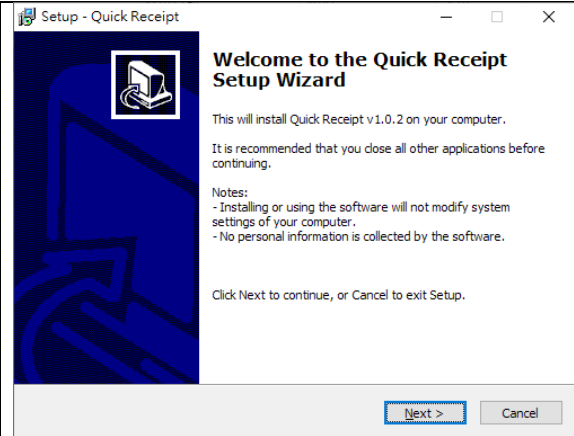 Setup - Quick Receipt
Welcome to the Quick Receipt
Setup Wizard
This will install Quick Receipt v1.0.2 on your computer.
It is recommended that you close all other applications before
continuing.
Notes:
- Installing or using the software will not modify system
settings of your computer.
- No personal information is collected by the software.
Click Next to continue, or Cancel to exit Setup.
Next >
Cancel